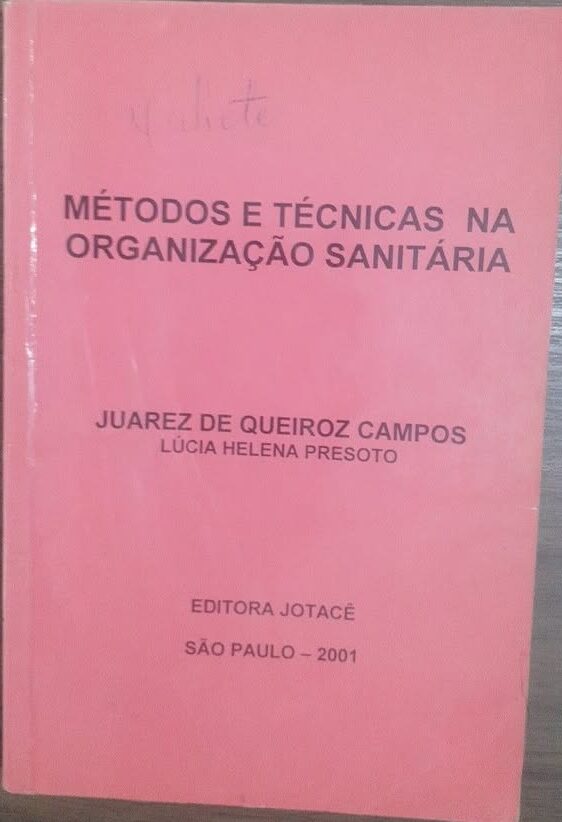 MÉTODOS E TÉCNICAS NA
ORGANIZAÇÃO SANITÁRIA
JUAREZ DE QUEIROZ CAMPOS
LÚCIA HELENA PRESOTO
EDITORA JOTACÊ
SÃO PAULO – 2001